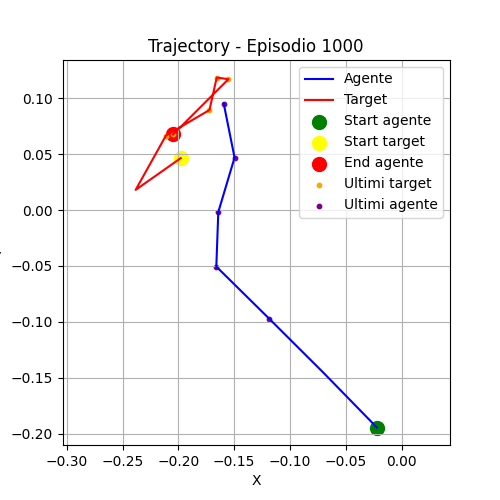 Trajectory - Episodio 1000
Agente
Target
Start agente
Start target
End agente
Ultimi target
Ultimi agente
0.10
0.05
0.00
−0.05
−0.10
−0.15
−0.20
−0.30
−0.25
−0.20
−0.15
−0.10
−0.05
0.00
X